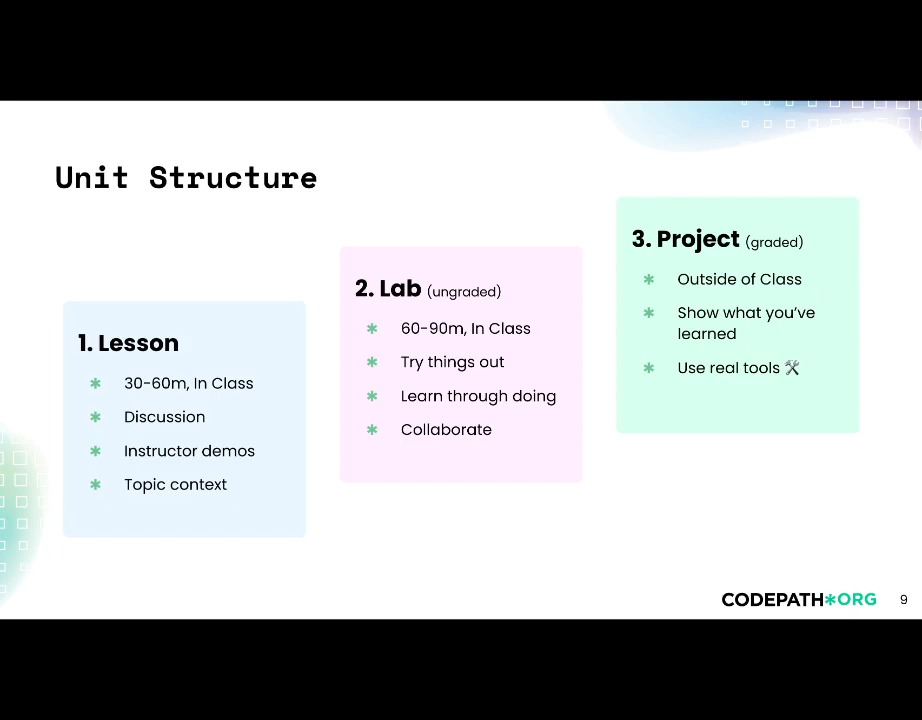 Unit Structure
1. Lesson
✱ 30-60m, In Class
✱ Discussion
✱ Instructor demos
✱ Topic context
2. Lab (ungraded)
✱ 60-90m, In Class
✱ Try things out
✱ Learn through doing
✱ Collaborate
3. Project (graded)
✱ Outside of Class
✱ Show what you've
learned
✱ Use real tools 🛠
CODEPATH✱ORG
9